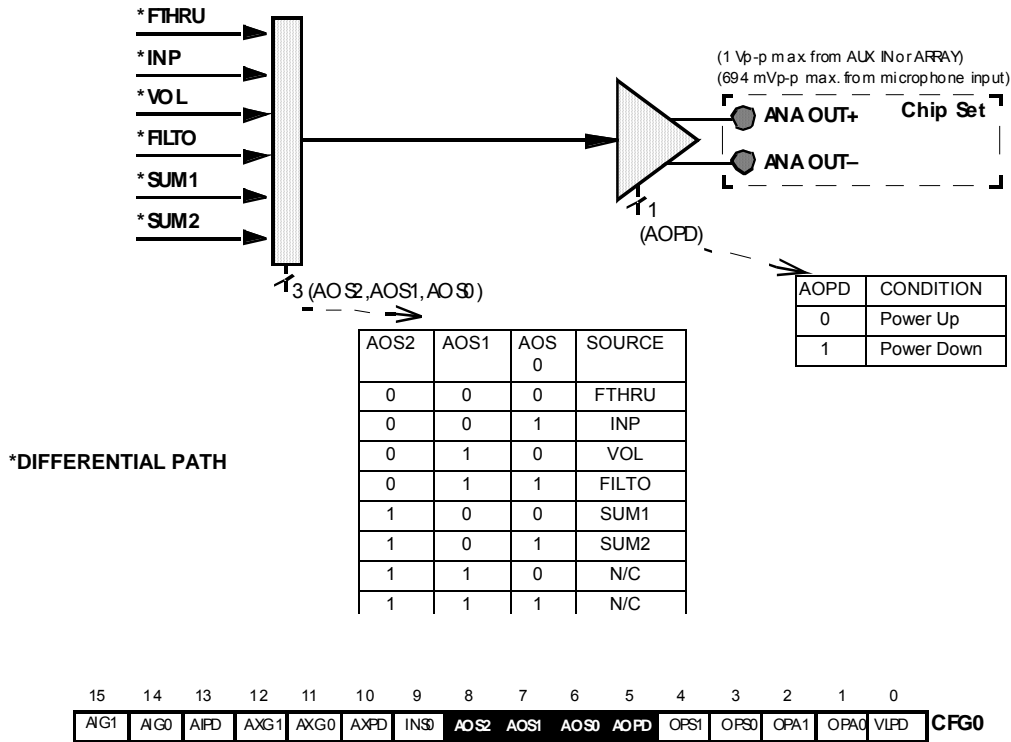 *FTHRU
*INP
*VOL
*FILTO
*SUM1
*SUM2
(1 Vp-p max. from AUX IN or ARRAY)
(694 mVp-p max. from microphone input)
ANA OUT+ Chip Set
ANA OUT–
1
(AOPD)
3 (AOS2,AOS1,AOS0)
AOPD CONDITION
0 Power Up
1 Power Down
AOS2 AOS1 AOS SOURCE
0
0 0 0 FTHRU
0 0 1 INP
0 1 0 VOL
0 1 1 FILTO
1 0 0 SUM1
1 0 1 SUM2
1 1 0 N/C
1 1 1 N/C
*DIFFERENTIAL PATH
15 14 13 12 11 10 9 8 7 6 5 4 3 2 1 0
AIG1 AIG0 AIPD AXG1 AXG0 AXPD INS0 AOS2 AOS1 AOS0 AOPD OPS1 OPS0 OPA1 OPA0 VLPD CFG0